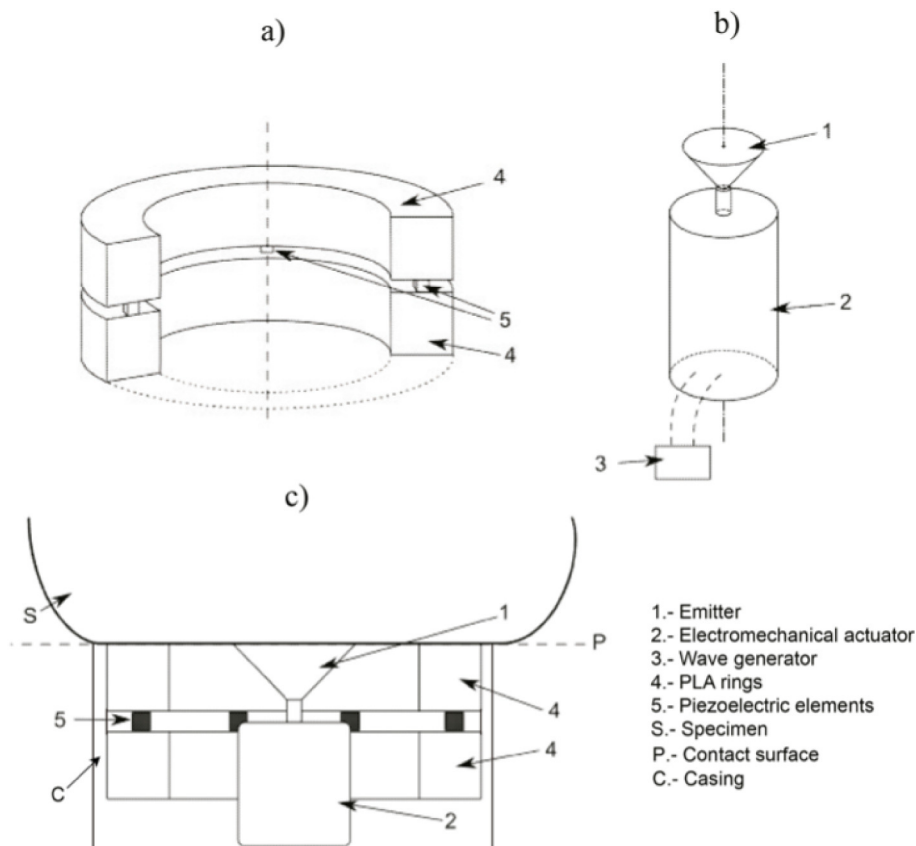 a)
b)
4
5
4
1
2
3
c)
S
1
P
5
4
4
C
2
1.- Emitter
2.- Electromechanical actuator
3.- Wave generator
4.- PLA rings
5.- Piezoelectric elements
S.- Specimen
P.- Contact surface
C.- Casing